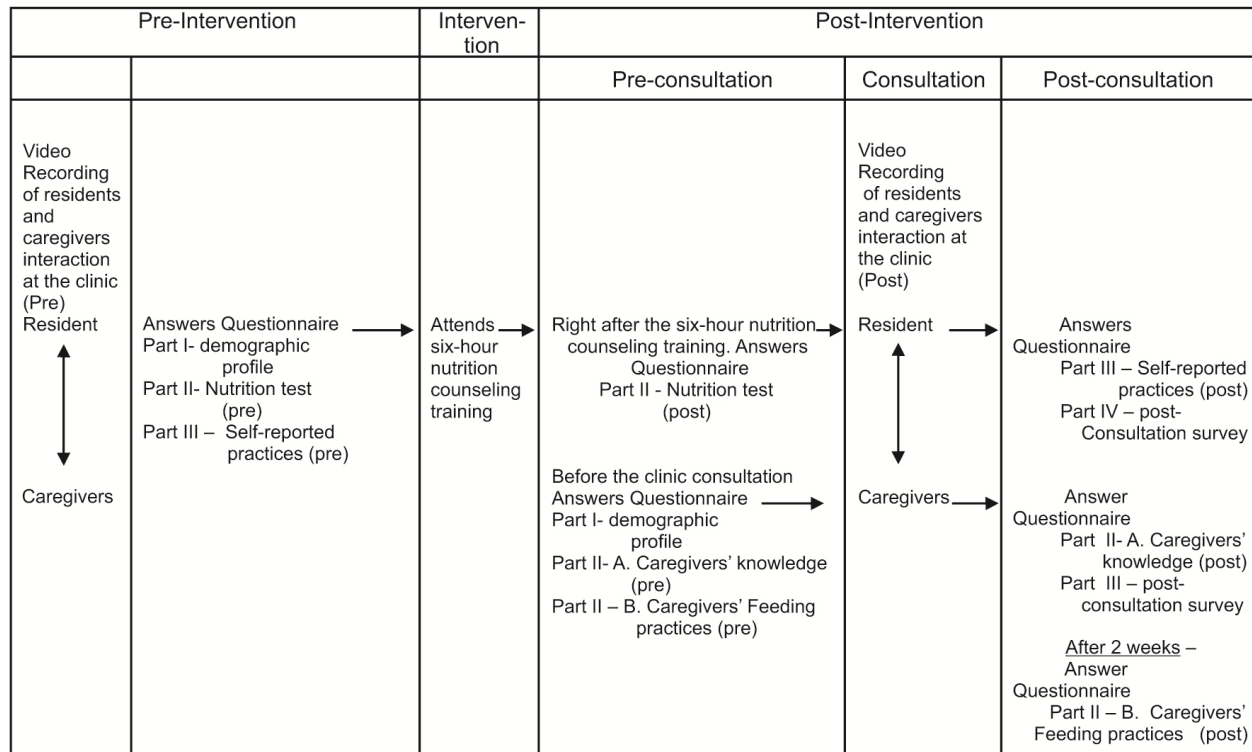 Pre-Intervention
Interven-
tion
Post-Intervention
Pre-consultation
Consultation
Post-consultation
Video
Recording
of residents
and
caregivers
interaction
at the clinic
(Pre)
Resident
Caregivers
Answers Questionnaire
Part I- demographic
profile
Part II- Nutrition test
(pre)
Part III – Self-reported
practices (pre)
Attends
six-hour
nutrition
counseling
training
Right after the six-hour nutrition
counseling training. Answers
Questionnaire
Part II - Nutrition test
(post)
Before the clinic consultation
Answers Questionnaire
Part I- demographic
profile
Part II- A. Caregivers’ knowledge
(pre)
Part II – B. Caregivers’ Feeding
practices (pre)
Video
Recording
of residents
and caregivers
interaction at
the clinic
(Post)
Resident
Caregivers
Answers
Questionnaire
Part III – Self-reported
practices (post)
Part IV – post-
Consultation survey
Answer
Questionnaire
Part II- A. Caregivers’
knowledge (post)
Part III – post-
consultation survey
After 2 weeks –
Answer
Questionnaire
Part II – B. Caregivers’
Feeding practices (post)